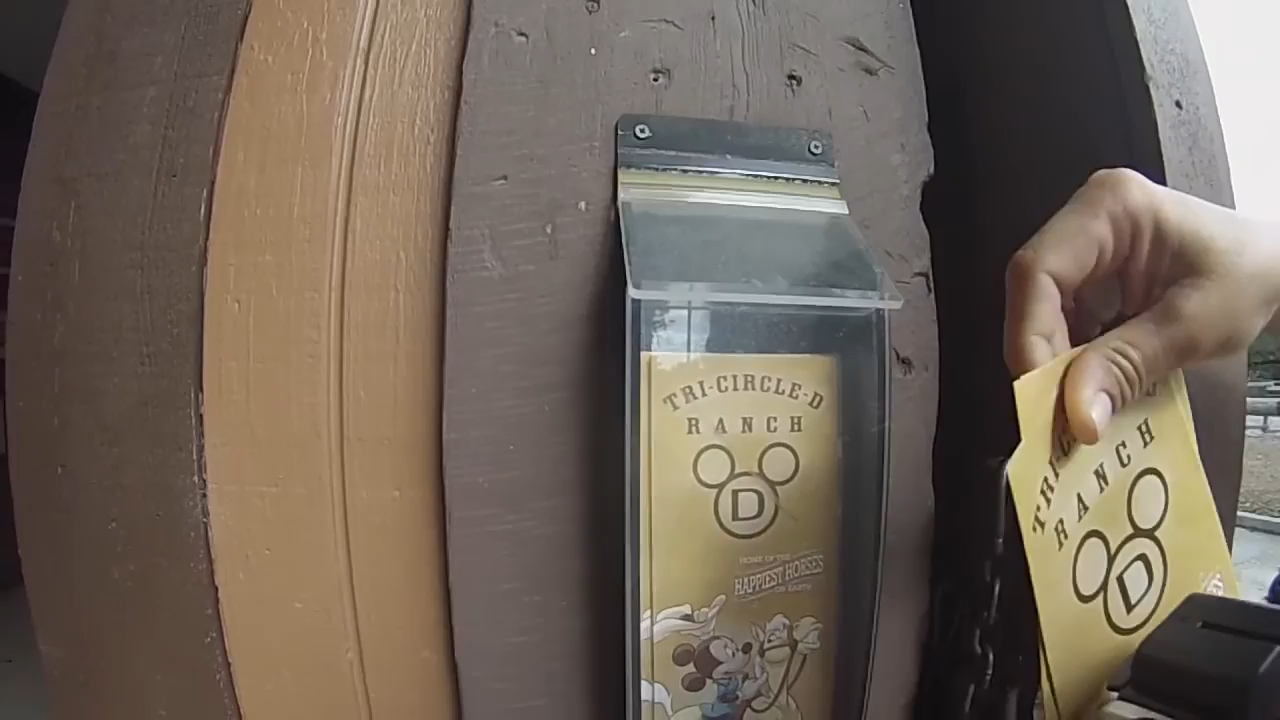 TRI-CIRCLE-D
RANCH
D
HOME OF THE
HAPPIEST HORSES
ON EARTH
RANCH
D